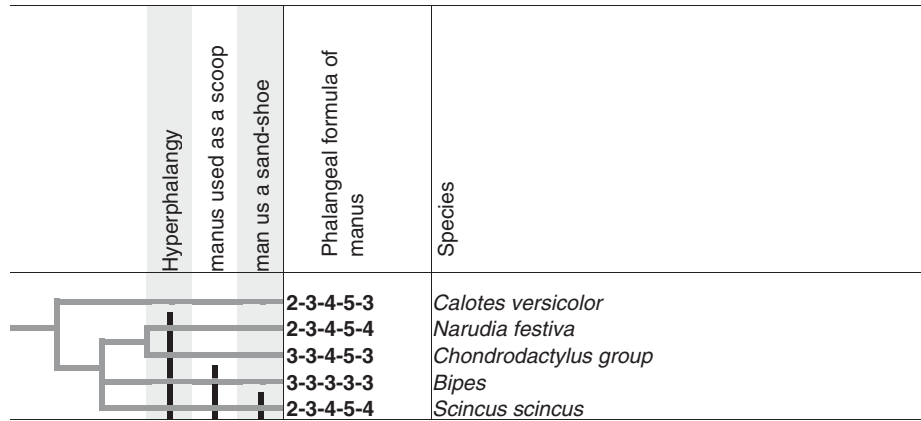 Hyperphalangy
manus used as a scoop
man us a sand-shoe
Phalangeal formula of
manus
Species
2-3-4-5-3 Calotes versicolor
2-3-4-5-4 Narudia festiva
3-3-4-5-3 Chondrodactylus group
3-3-3-3-3 Bipes
2-3-4-5-4 Scincus scincus